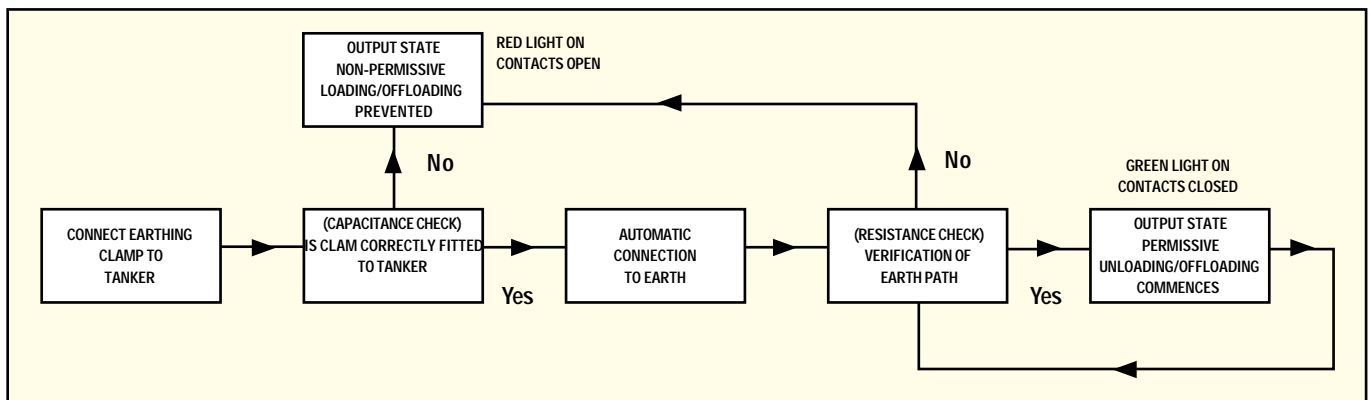 OUTPUT STATE
NON-PERMISSIVE
LOADING/OFFLOADING
PREVENTED
RED LIGHT ON
CONTACTS OPEN
No
No
GREEN LIGHT ON
CONTACTS CLOSED
CONNECT EARTHING
CLAMP TO
TANKER
(CAPACITANCE CHECK)
IS CLAM CORRECTLY FITTED
TO TANKER
Yes
AUTOMATIC
CONNECTION
TO EARTH
(RESISTANCE CHECK)
VERIFICATION OF
EARTH PATH
Yes
OUTPUT STATE
PERMISSIVE
UNLOADING/OFFLOADING
COMMENCES